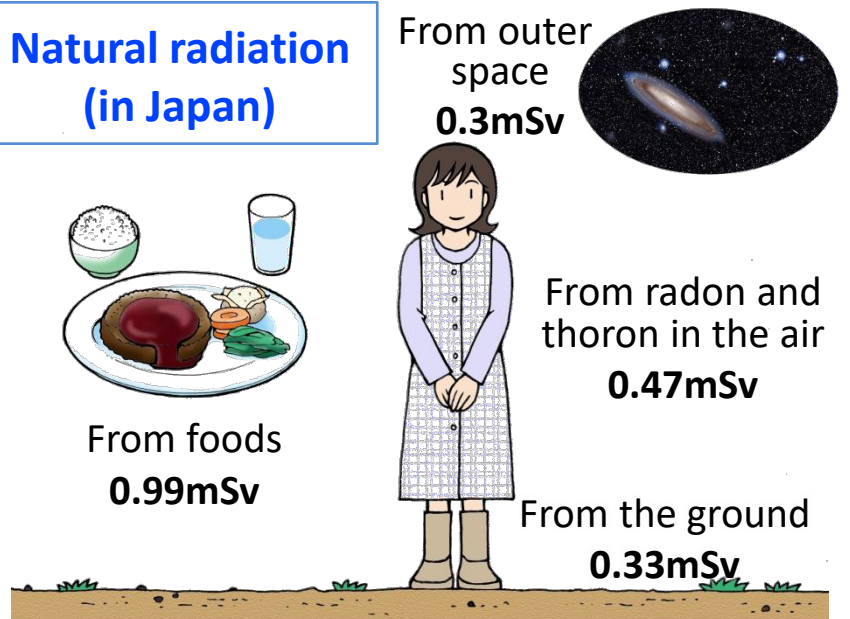 Natural radiation
(in Japan)
From outer
space
0.3mSv
From radon and
thoron in the air
0.47mSv
From foods
0.99mSv
From the ground
0.33mSv